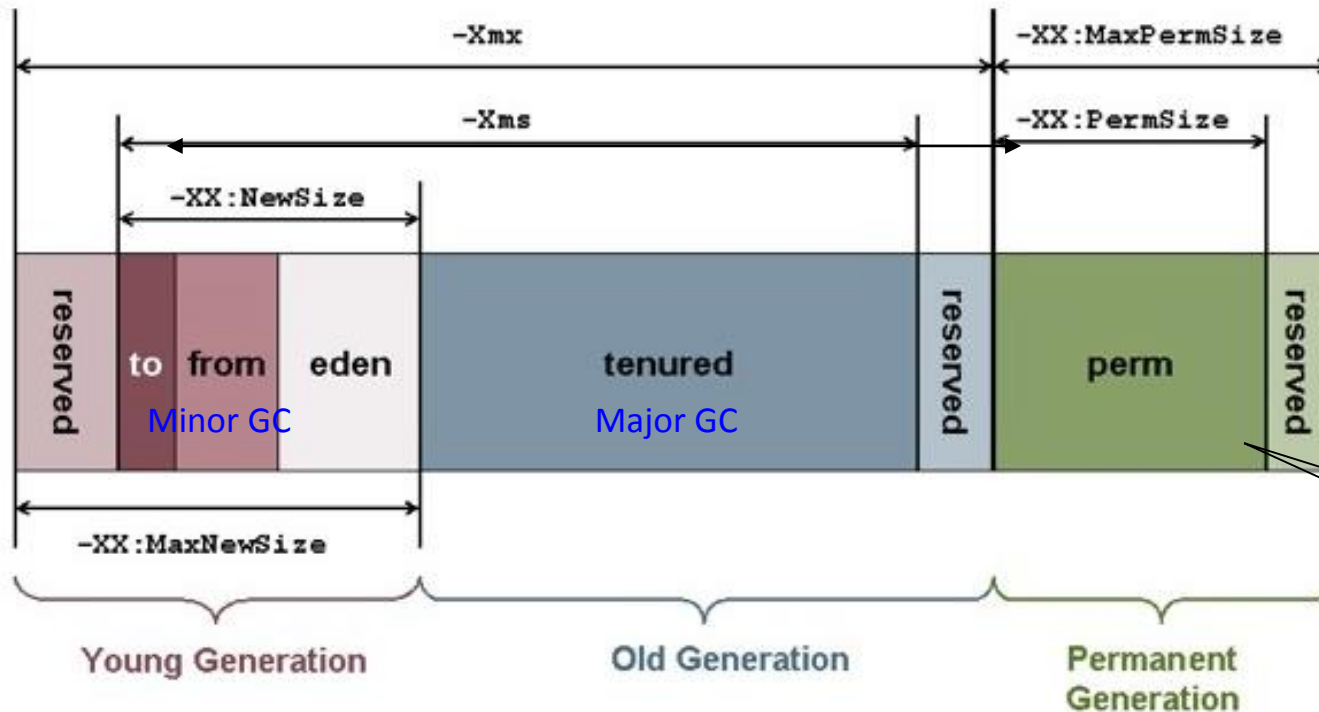 -Xmx
-XX:MaxPermSize
-Xms
-XX:PermSize
-XX:NewSize
reserved
to
from
eden
tenured
reserved
perm
reserved
Minor GC
Major GC
-XX:MaxNewSize
Young Generation
Old Generation
Permanent
Generation